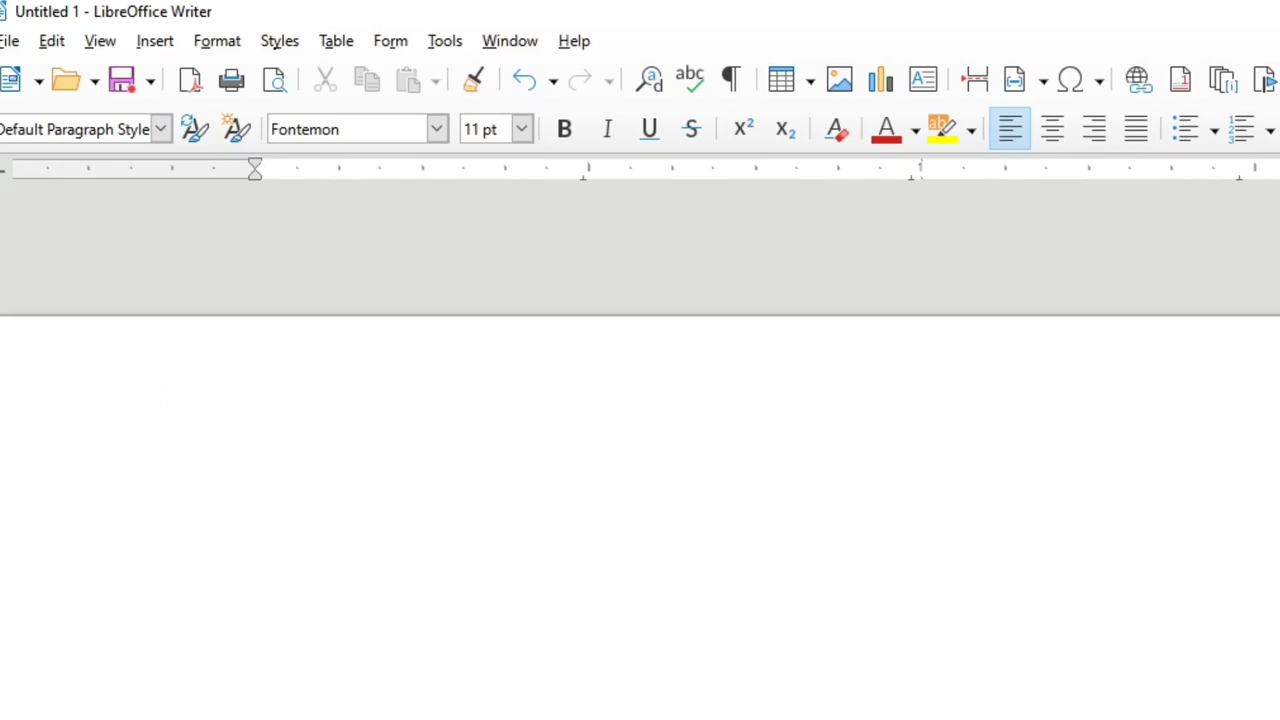 Untitled 1 - LibreOffice Writer
File Edit View Insert Format Styles Table Form Tools Window Help
Default Paragraph Style Fontemon 11 pt